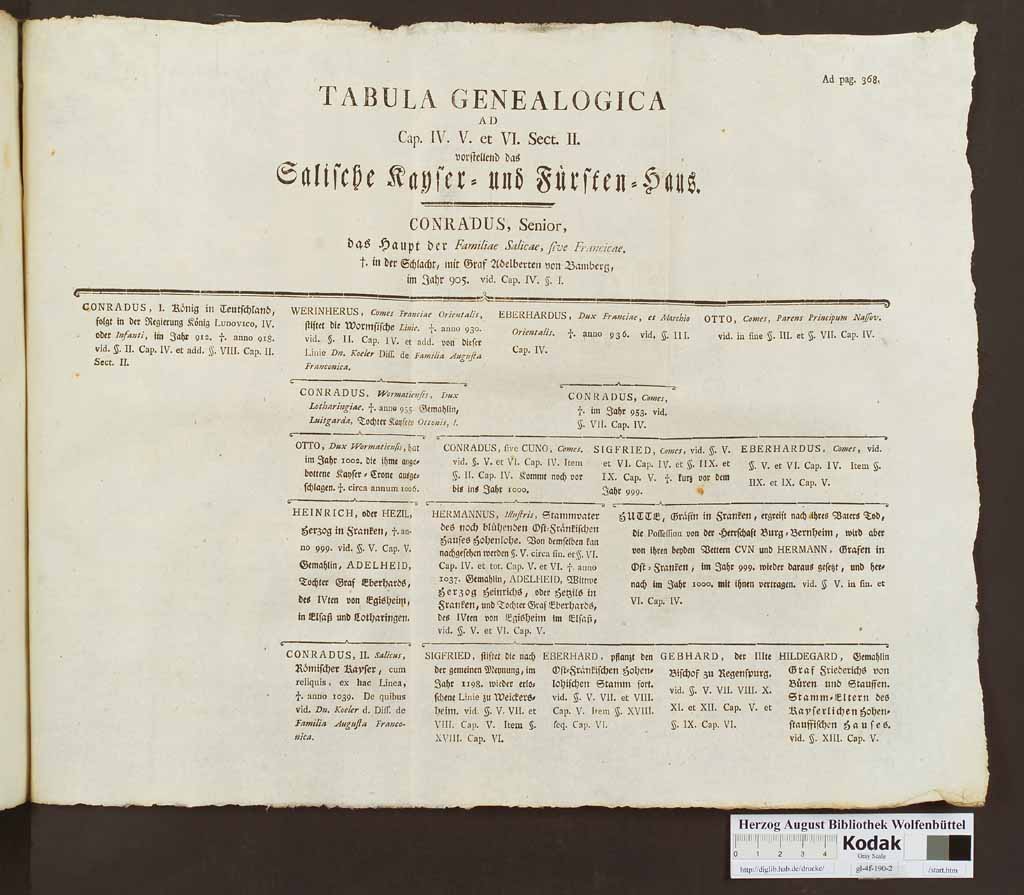 Ad pag. 368.
TABULA GENEALOGICA
AD
Cap. IV. V. et VI. Sect. II.
vorstellend das
Salische Kayser- und Fürsten-Haus.
CONRADUS, Senior,
das Haupt der Familiae Salicae, sive Francicae.
†. in der Schlacht, mit Graf Adelberten von Bamberg,
im Jahr 905. vid. Cap. IV. §. I.
CONRADUS, I. König in Teutschland,
folgt in der Regierung König LUDOVICO, IV.
oder Infanti, im Jahr 912. †. anno 918.
vid. §. II. Cap. IV. et add. §. VIII. Cap. II.
Sect. II.
WERINHERUS, Comes Franciae Orientalis,
stiftet die Wormsische Linie. †. anno 930.
vid. §. II. Cap. IV. et add. von dieser
Linie Dn. Koeler Diss. de Familia Augusta
Franconica.
EBERHARDUS, Dux Franciae, et Marchio
Orientalis. †. anno 936. vid. §. III.
Cap. IV.
OTTO, Comes, Parens Principum Nassov.
vid. in fine §. III. et §. VII. Cap. IV.
CONRADUS, Wormatiensis, Dux
Lotharingiae. †. anno 955. Gemahlin,
Luitgarda, Tochter Kaysers Ottonis, I.
CONRADUS, Comes,
†. im Jahr 953. vid.
§. VII. Cap. IV.
OTTO, Dux Wormatiensis, hat
im Jahr 1002. die ihme ange-
bottene Kayser-Crone ausge-
schlagen. †. circa annum 1006.
CONRADUS, sive CUNO, Comes.
vid. §. V. et VI. Cap. IV. Item
§. II. Cap. IV. Kommt noch vor
bis ins Jahr 1000.
SIGFRIED, Comes, vid. §. V.
et VI. Cap. IV. et §. IIX. et
IX. Cap. V. †. kurz vor dem
Jahr 999.
EBERHARDUS, Comes, vid.
§. V. et VI. Cap. IV. Item §.
IIX. et IX. Cap. V.
HEINRICH, oder HEZIL,
Herzog in Franken, †. an-
no 999. vid. §. V. Cap. V.
Gemahlin, ADELHEID,
Tochter Graf Eberhards,
des IVten von Egisheim,
in Elsaß und Lotharingen.
HERMANNUS, Illustris, Stammvater
des noch blühenden Ost-Fränkischen
Hauses Hohenlohe. Von demselben kan
nachgesehen werden §. V. circa fin. et §. VI.
Cap. IV. et tot. Cap. V. et VI. †. anno
1037. Gemahlin, ADELHEID, Wittwe
Herzog Heinrichs, oder Hezils in
Franken, und Tochter Graf Eberhards,
des IVten von Egisheim im Elsaß,
vid. §. V. et VI. Cap. V.
HUTTE, Gräfin in Franken, ergreift nach ihres Vaters Tod,
die Possession von der Herrschaft Burg-Bernheim, wird aber
von ihren beyden Vettern CVN und HERMANN, Grafen in
Ost-Franken, im Jahr 999. wieder daraus gesetzt, und her-
nach im Jahr 1000. mit ihnen vertragen. vid. §. V. in fin. et
VI. Cap. IV.
CONRADUS, II. Salicus,
Römischer Kayser, cum
reliquis, ex hac Linea,
†. anno 1039. De quibus
vid. Dn. Koeler d. Diss. de
Familia Augusta Franco-
nica.
SIGFRIED, stiftet die nach
der gemeinen Meynung, im
Jahr 1198. wieder erlo-
schene Linie zu Weickers-
heim. vid. §. V. VII. et
VIII. Cap. V. Item §.
XVIII. Cap. VI.
EBERHARD, pflanzt den
Ost-Fränkischen Hohen-
lohischen Stamm fort.
vid. §. V. VII. et VIII.
Cap. V. Item §. XVIII.
seq. Cap. VI.
GEBHARD, der IIIte
Bischof zu Regenspurg.
vid. §. V. VII. VIII. X.
XI. et XII. Cap. V. et
§. IX. Cap. VI.
HILDEGARD, Gemahlin
Graf Friederichs von
Büren und Stauffen.
Stamm-Eltern des
Kayserlichen Hohen-
stauffischen Hauses.
vid. §. XIII. Cap. V.
Herzog August Bibliothek Wolfenbüttel
0 1 2 3 4
Kodak
Gray Scale
http://diglib.hab.de/drucke/
gl-4f-190-2
/start.htm